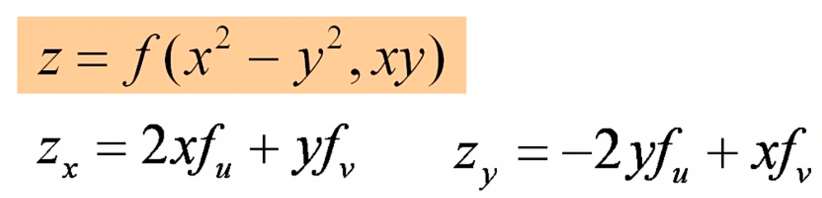 z = f(x² − y², xy)
zₓ = 2xfᵤ + yfᵥ z_y = −2yfᵤ + xfᵥ